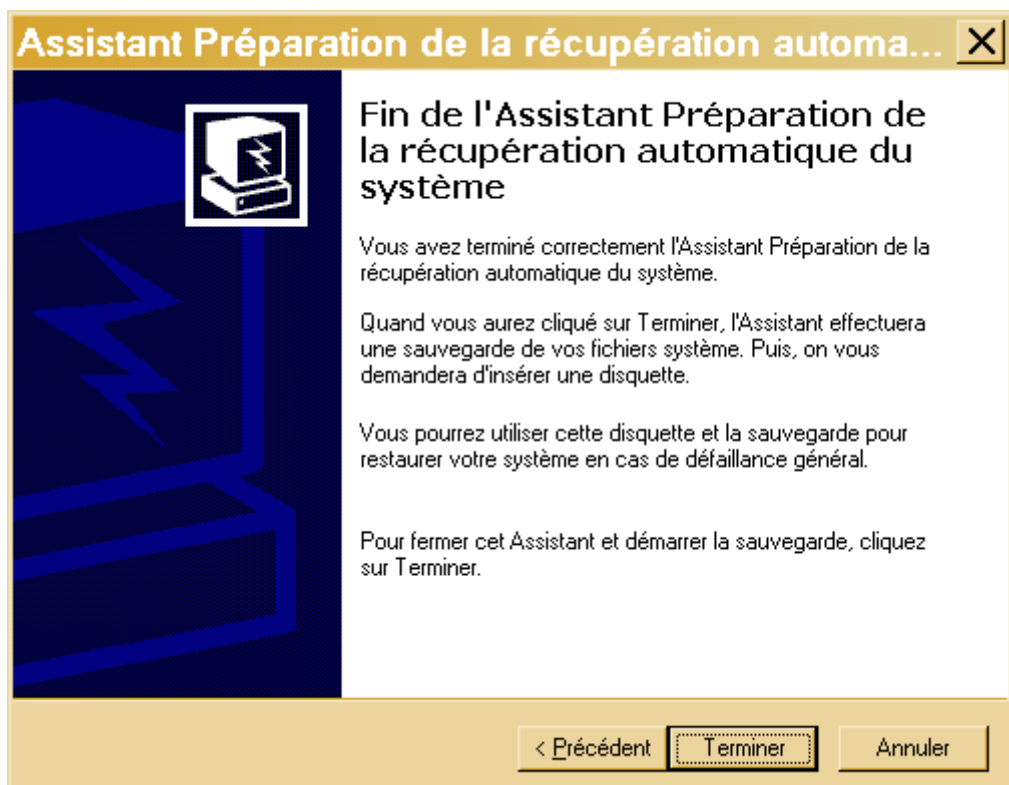 Assistant Préparation de la récupération automa...
Fin de l'Assistant Préparation de
la récupération automatique du
système
Vous avez terminé correctement l'Assistant Préparation de la
récupération automatique du système.
Quand vous aurez cliqué sur Terminer, l'Assistant effectuera
une sauvegarde de vos fichiers système. Puis, on vous
demandera d'insérer une disquette.
Vous pourrez utiliser cette disquette et la sauvegarde pour
restaurer votre système en cas de défaillance général.
Pour fermer cet Assistant et démarrer la sauvegarde, cliquez
sur Terminer.
< Précédent Terminer Annuler